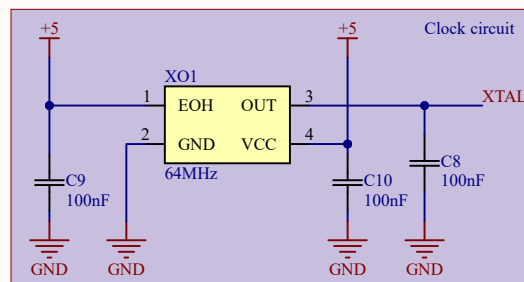 +5
+5
Clock circuit
XO1
1
EOH
OUT
3
XTAL
2
GND
VCC
4
64MHz
C9
100nF
C10
100nF
C8
100nF
GND
GND
GND
GND